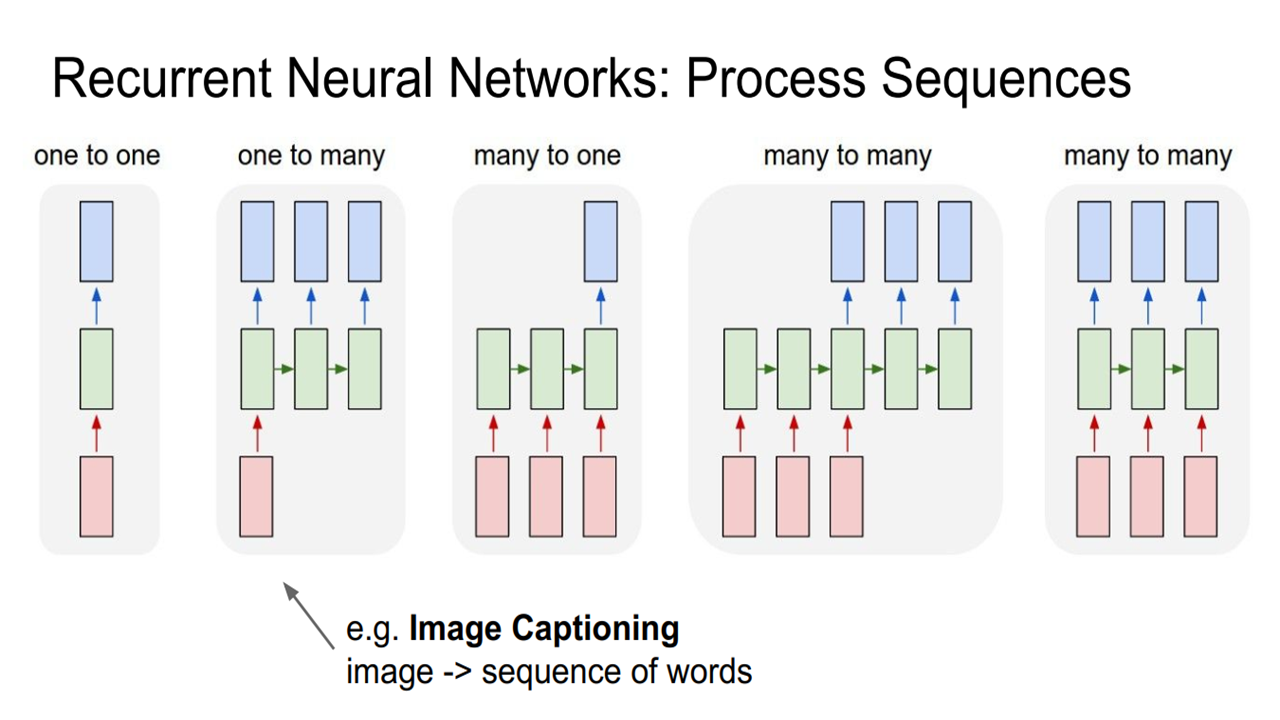 Recurrent Neural Networks: Process Sequences
one to one
one to many
many to one
many to many
many to many
e.g. Image Captioning
image -> sequence of words